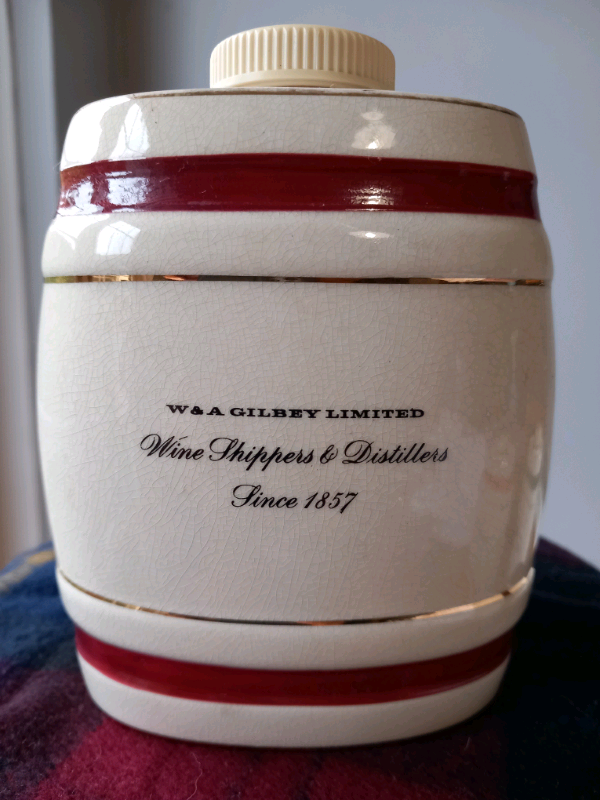 W & A GILBEY LIMITED
Wine Shippers & Distillers
Since 1857